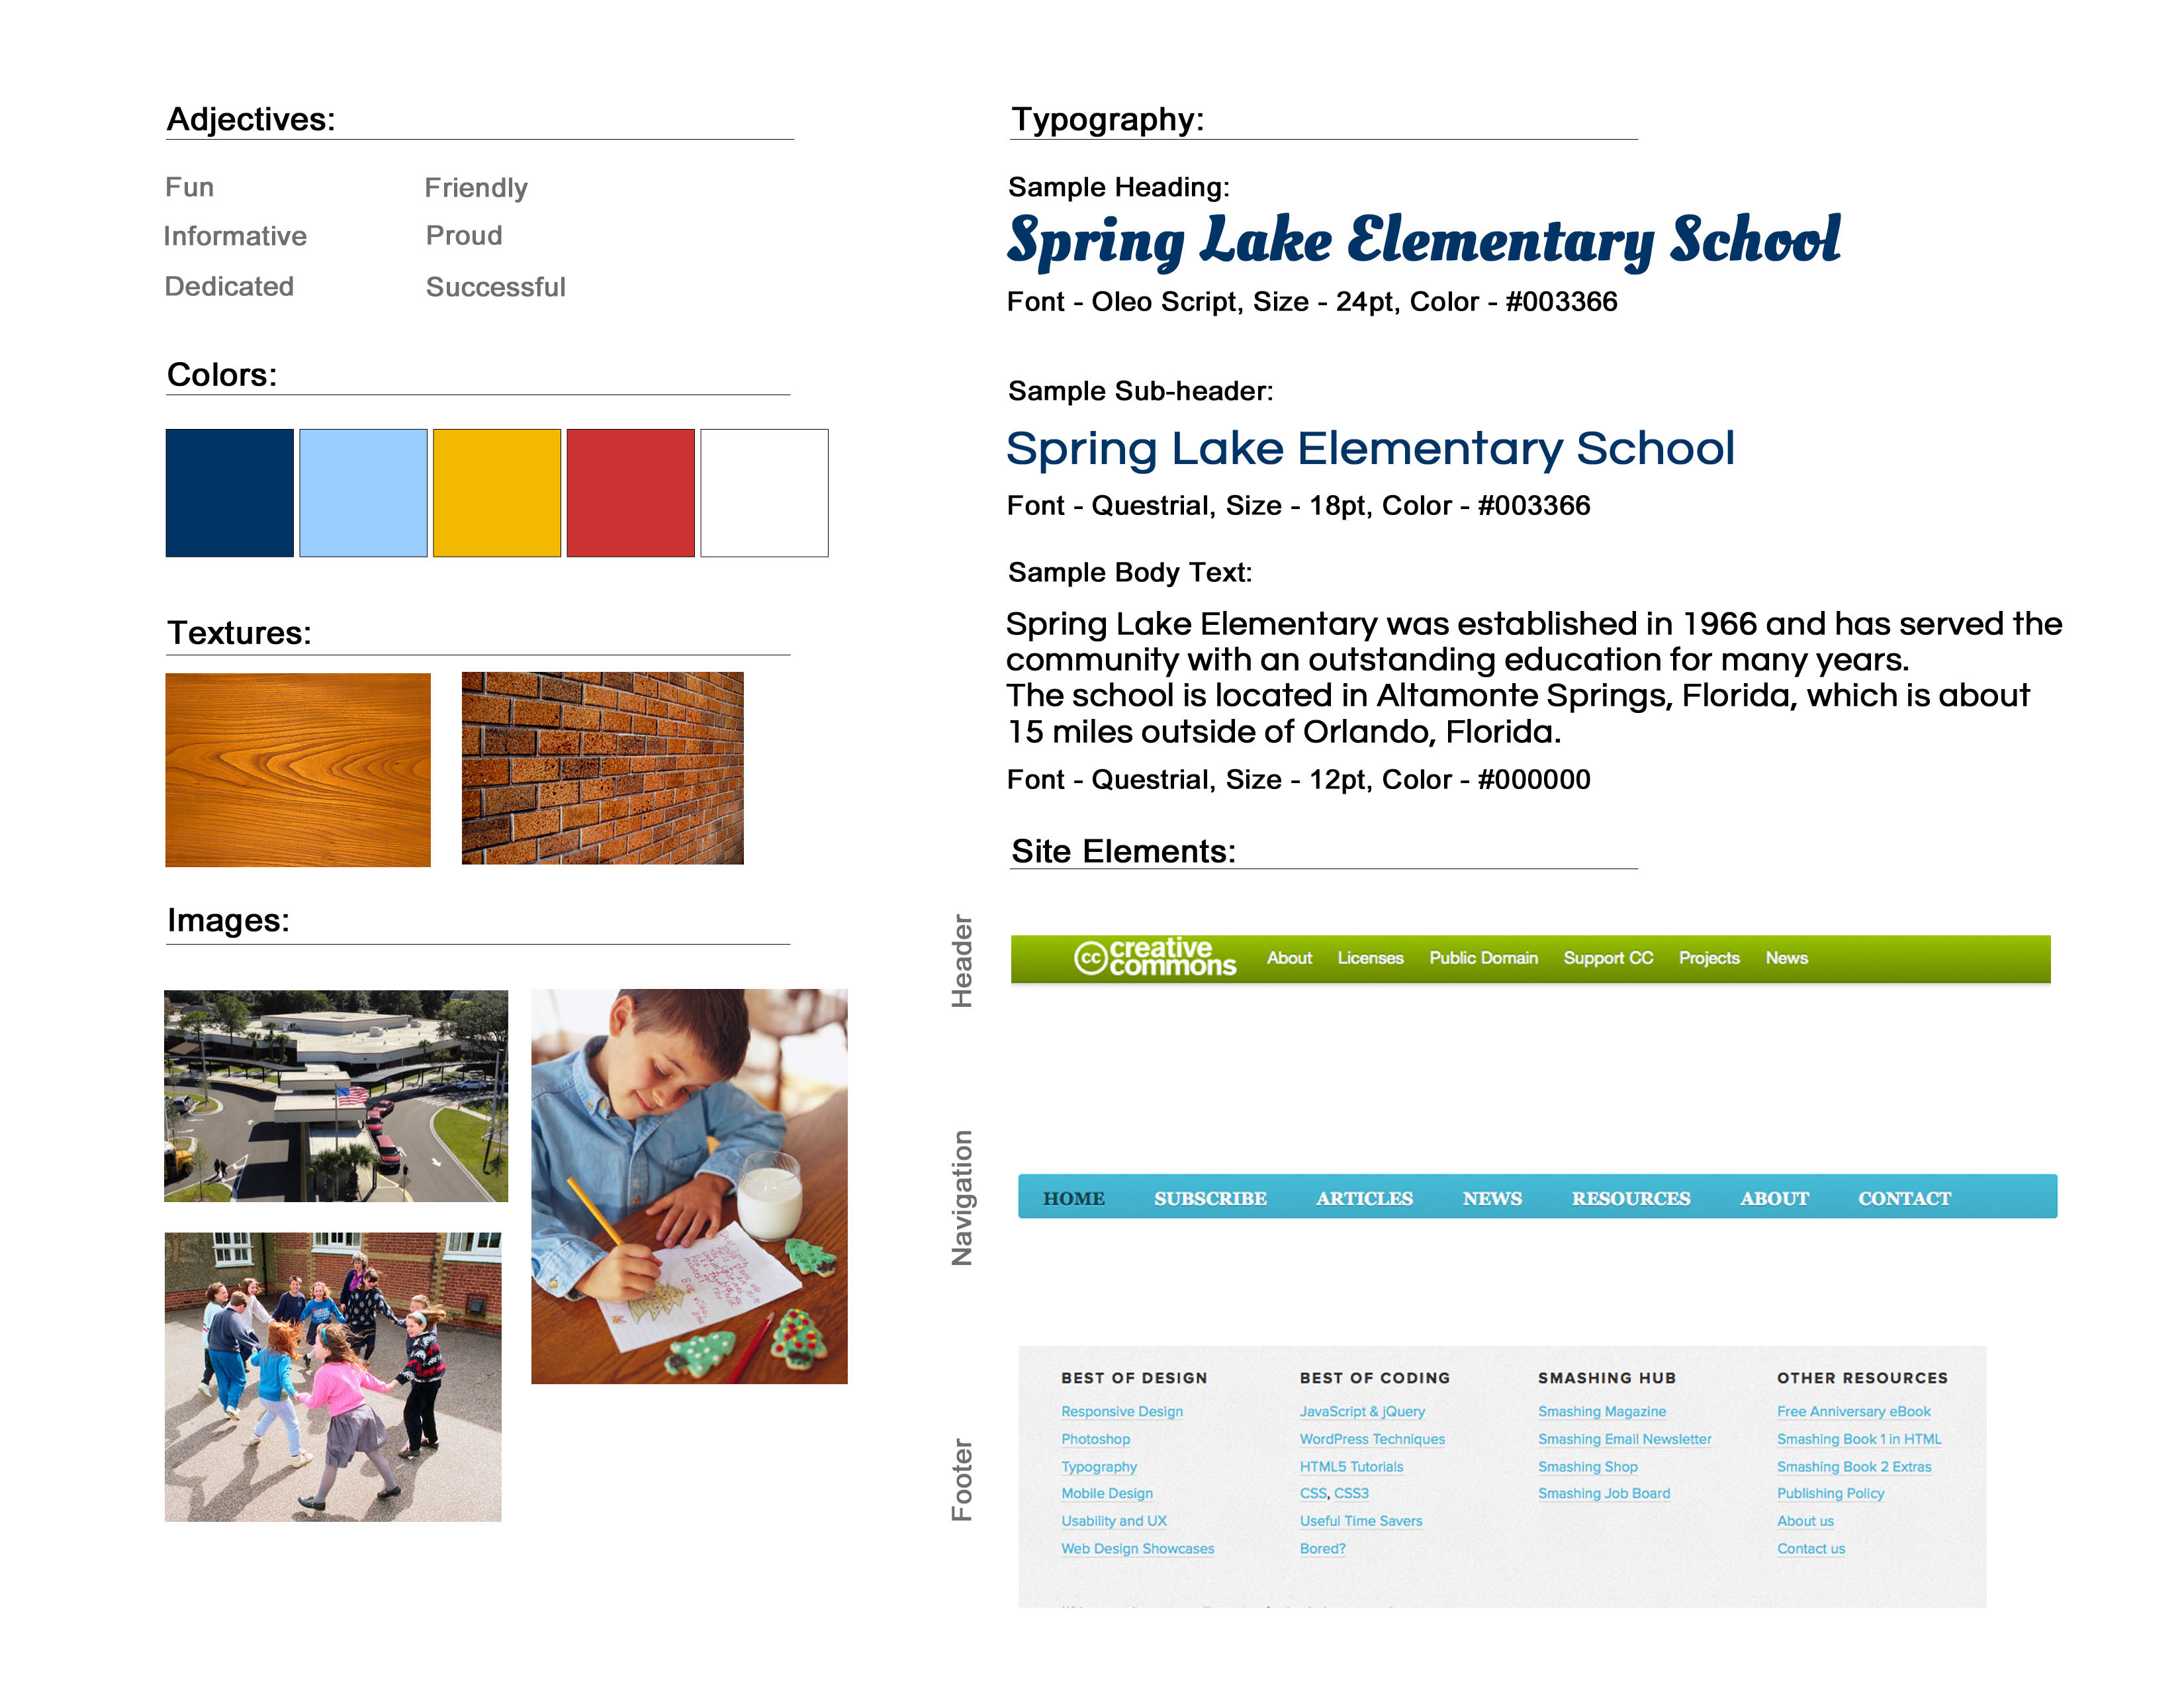 Adjectives:
Fun
Friendly
Informative
Proud
Dedicated
Successful
Colors:
Textures:
Images:
Typography:
Sample Heading:
Spring Lake Elementary School
Font - Oleo Script, Size - 24pt, Color - #003366
Sample Sub-header:
Spring Lake Elementary School
Font - Questrial, Size - 18pt, Color - #003366
Sample Body Text:
Spring Lake Elementary was established in 1966 and has served the
community with an outstanding education for many years.
The school is located in Altamonte Springs, Florida, which is about
15 miles outside of Orlando, Florida.
Font - Questrial, Size - 12pt, Color - #000000
Site Elements:
Header
cc creative commons About Licenses Public Domain Support CC Projects News
Navigation
HOME SUBSCRIBE ARTICLES NEWS RESOURCES ABOUT CONTACT
Footer
BEST OF DESIGN
Responsive Design
Photoshop
Typography
Mobile Design
Usability and UX
Web Design Showcases
BEST OF CODING
JavaScript & jQuery
WordPress Techniques
HTML5 Tutorials
CSS, CSS3
Useful Time Savers
Bored?
SMASHING HUB
Smashing Magazine
Smashing Email Newsletter
Smashing Shop
Smashing Job Board
OTHER RESOURCES
Free Anniversary eBook
Smashing Book 1 in HTML
Smashing Book 2 Extras
Publishing Policy
About us
Contact us